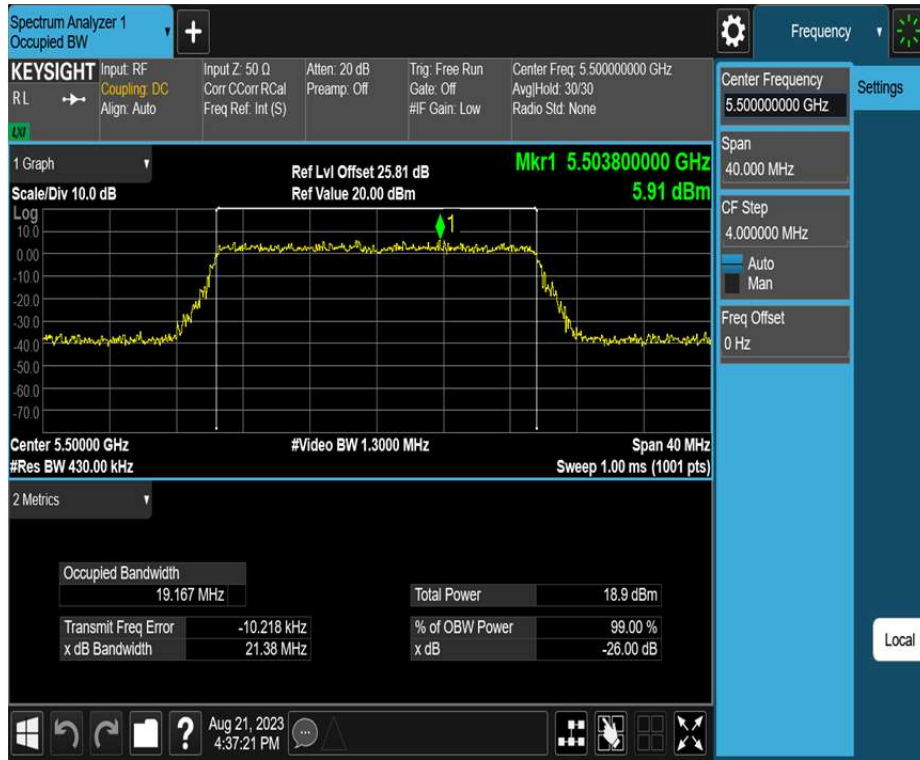 Spectrum Analyzer 1
Occupied BW
+
Frequency
KEYSIGHT
RL
LXI
Input: RF
Coupling: DC
Align: Auto
Input Z: 50 Ω
Corr CCorr RCal
Freq Ref: Int (S)
Atten: 20 dB
Preamp: Off
Trig: Free Run
Gate: Off
#IF Gain: Low
Center Freq: 5.500000000 GHz
Avg|Hold: 30/30
Radio Std: None
Center Frequency
5.500000000 GHz
Settings
Span
40.000 MHz
CF Step
4.000000 MHz
Auto
Man
Freq Offset
0 Hz
Local
1 Graph
Scale/Div 10.0 dB
Ref Lvl Offset 25.81 dB
Ref Value 20.00 dBm
Mkr1 5.503800000 GHz
5.91 dBm
Log
1
10.0
0.00
-10.0
-20.0
-30.0
-40.0
-50.0
-60.0
-70.0
Center 5.50000 GHz
#Video BW 1.3000 MHz
Span 40 MHz
#Res BW 430.00 kHz
Sweep 1.00 ms (1001 pts)
2 Metrics
Occupied Bandwidth
19.167 MHz
Total Power 18.9 dBm
Transmit Freq Error -10.218 kHz
% of OBW Power 99.00 %
x dB Bandwidth 21.38 MHz
x dB -26.00 dB
?
Aug 21, 2023
4:37:21 PM